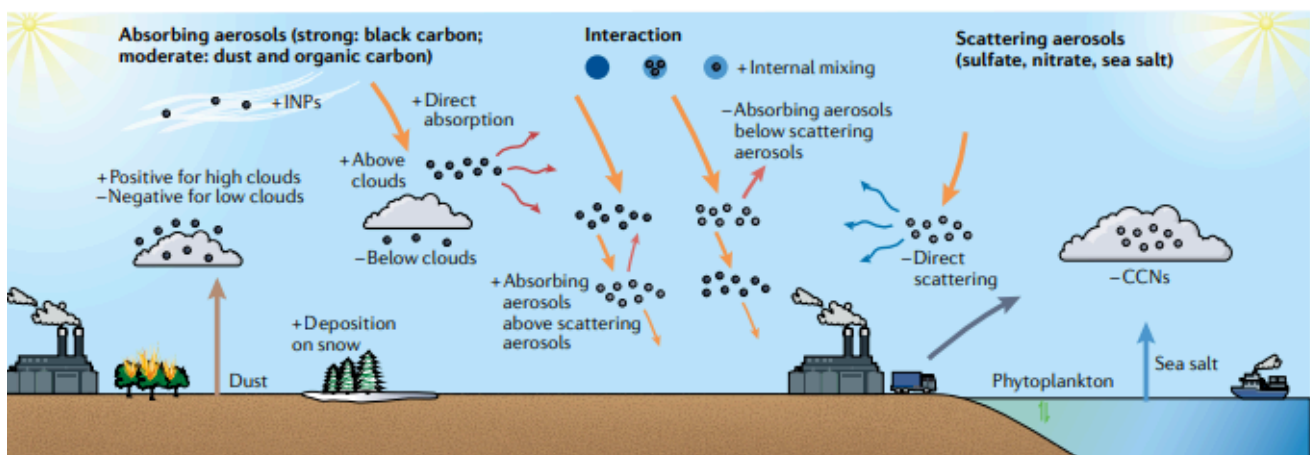 Absorbing aerosols (strong: black carbon;
moderate: dust and organic carbon)
+INPs
+Direct
absorption
+Positive for high clouds
−Negative for low clouds
+Above
clouds
−Below clouds
+Deposition
on snow
Dust
Interaction
+Internal mixing
−Absorbing aerosols
below scattering
aerosols
+Absorbing
aerosols
above scattering
aerosols
Scattering aerosols
(sulfate, nitrate, sea salt)
−Direct
scattering
−CCNs
Phytoplankton
Sea salt